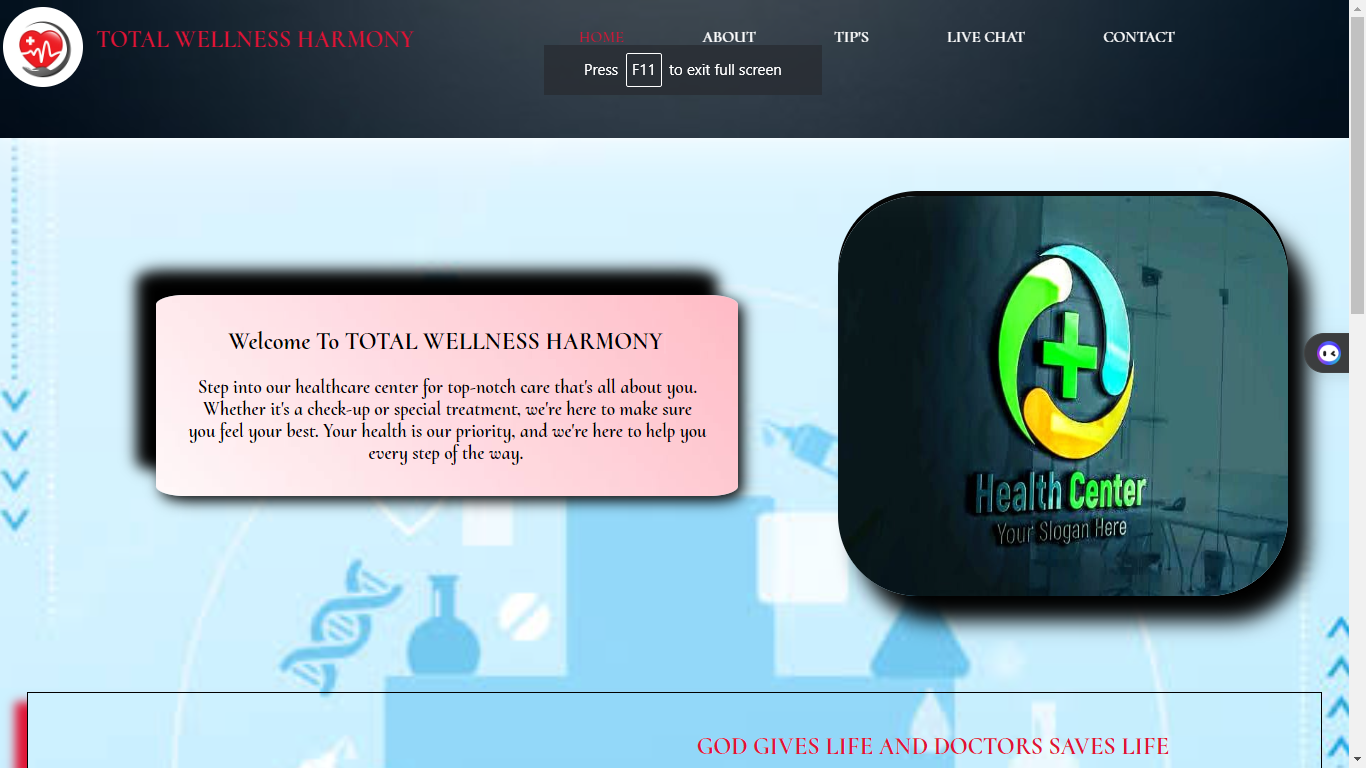 TOTAL WELLNESS HARMONY
HOME
ABOUT
TIP'S
LIVE CHAT
CONTACT
Press F11 to exit full screen
Welcome To TOTAL WELLNESS HARMONY
Step into our healthcare center for top-notch care that's all about you.
Whether it's a check-up or special treatment, we're here to make sure
you feel your best. Your health is our priority, and we're here to help you
every step of the way.
Health Center
Your Slogan Here
GOD GIVES LIFE AND DOCTORS SAVES LIFE